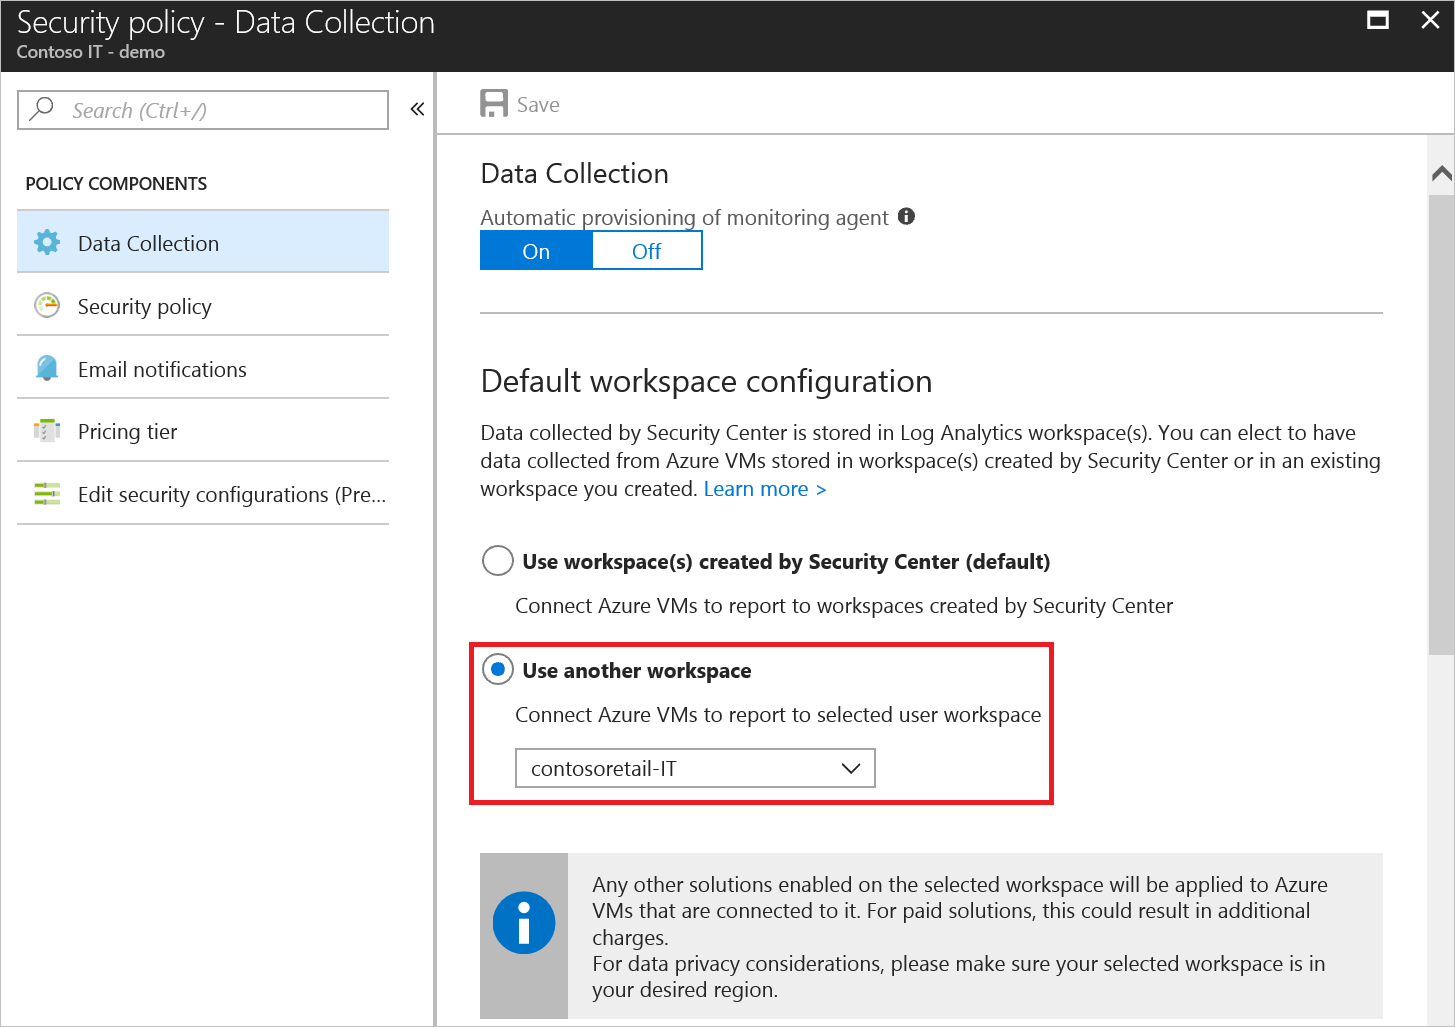 Security policy - Data Collection
Contoso IT - demo
Search (Ctrl+/)
«
Save
POLICY COMPONENTS
Data Collection
Security policy
Email notifications
Pricing tier
Edit security configurations (Pre...
Data Collection
Automatic provisioning of monitoring agent
On
Off
Default workspace configuration
Data collected by Security Center is stored in Log Analytics workspace(s). You can elect to have
data collected from Azure VMs stored in workspace(s) created by Security Center or in an existing
workspace you created. Learn more >
Use workspace(s) created by Security Center (default)
Connect Azure VMs to report to workspaces created by Security Center
Use another workspace
Connect Azure VMs to report to selected user workspace
contosoretail-IT
Any other solutions enabled on the selected workspace will be applied to Azure
VMs that are connected to it. For paid solutions, this could result in additional
charges.
For data privacy considerations, please make sure your selected workspace is in
your desired region.